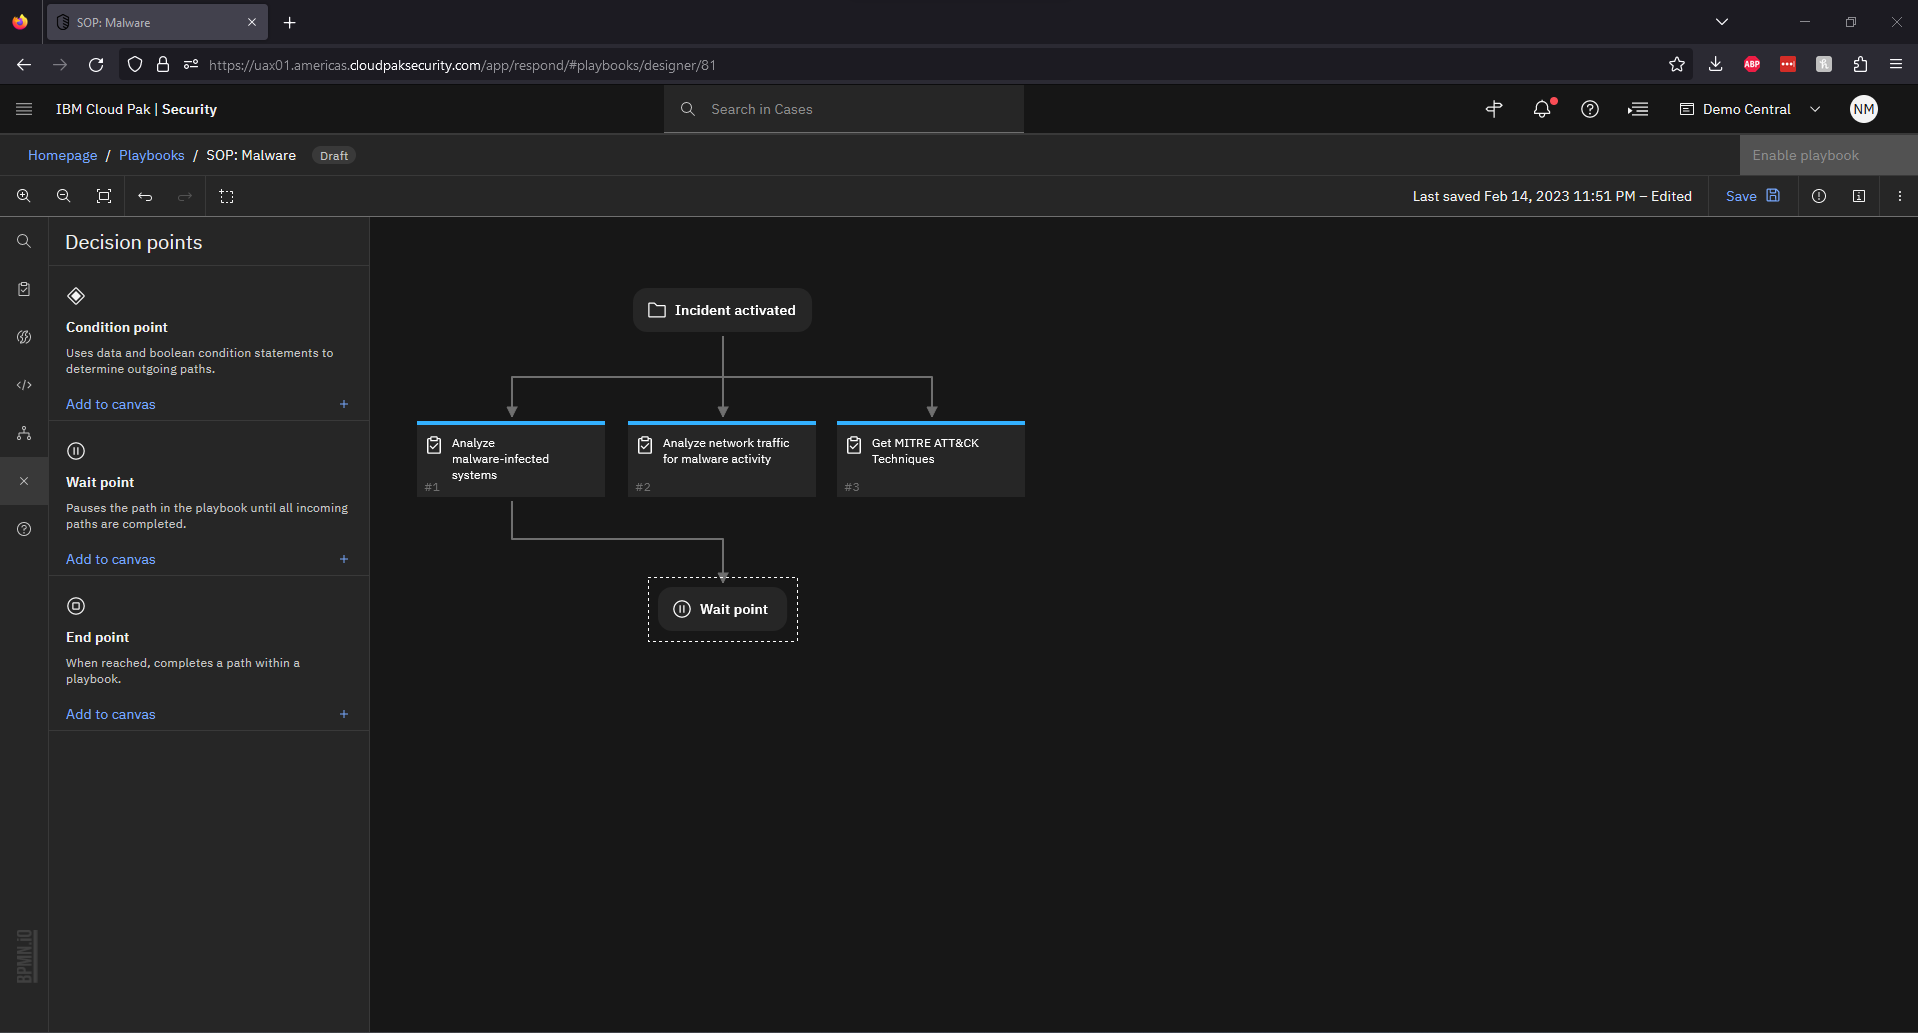 SOP: Malware
https://uax01.americas.cloudpaksecurity.com/app/respond/#playbooks/designer/81
ABP
IBM Cloud Pak | Security
Search in Cases
Demo Central
NM
Homepage / Playbooks / SOP: Malware Draft
Enable playbook
Last saved Feb 14, 2023 11:51 PM – Edited
Save
Decision points
Condition point
Uses data and boolean condition statements to
determine outgoing paths.
Add to canvas +
Wait point
Pauses the path in the playbook until all incoming
paths are completed.
Add to canvas +
End point
When reached, completes a path within a
playbook.
Add to canvas +
Incident activated
Analyze
malware-infected
systems
#1
Analyze network traffic
for malware activity
#2
Get MITRE ATT&CK
Techniques
#3
Wait point
BPMN.iO